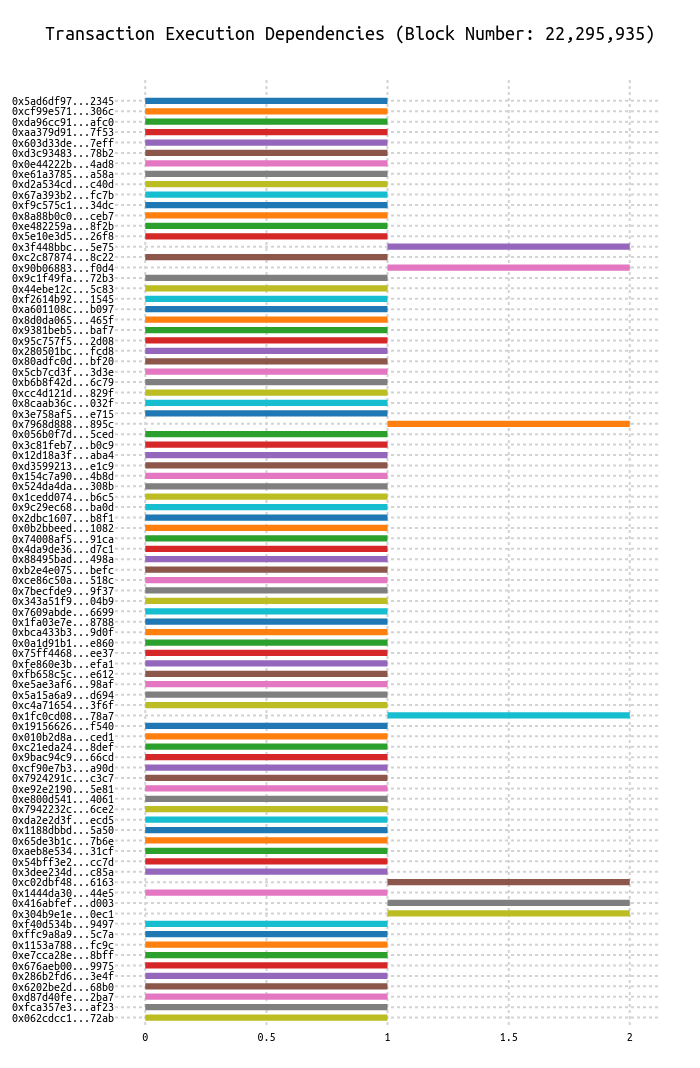 Transaction Execution Dependencies (Block Number: 22,295,935)
0x5ad6df97...2345
0xcf99e571...306c
0xda96cc91...afc0
0xaa379d91...7f53
0x603d33de...7eff
0xd3c93483...78b2
0x0e44222b...4ad8
0xe61a3785...a58a
0xd2a534cd...c40d
0x67a393b2...fc7b
0xf9c575c1...34dc
0x8a88b0c0...ceb7
0xe482259a...8f2b
0x5e10e3d5...26f8
0x3f448bbc...5e75
0xc2c87874...8c22
0x90b06883...f0d4
0x9c1f49fa...72b3
0x44ebe12c...5c83
0xf2614b92...1545
0xa601108c...b097
0x8d0da065...465f
0x9381beb5...baf7
0x95c757f5...2d08
0x280501bc...fcd8
0x80adfc0d...bf20
0x5cb7cd3f...3d3e
0xb6b8f42d...6c79
0xcc4d121d...829f
0x8caab36c...032f
0x3e758af5...e715
0x7968d888...895c
0x056b0f7d...5ced
0x3c81feb7...b0c9
0x12d18a3f...aba4
0xd3599213...e1c9
0x154c7a90...4b8d
0x524da4da...308b
0x1cedd074...b6c5
0x9c29ec68...ba0d
0x2dbc1607...b8f1
0x0b2bbeed...1082
0x74008af5...91ca
0x4da9de36...d7c1
0x88495bad...498a
0xb2e4e075...befc
0xce86c50a...518c
0x7becfde9...9f37
0x343a51f9...04b9
0x7609abde...6699
0x1fa03e7e...8788
0xbca433b3...9d0f
0x0a1d91b1...e860
0x75ff4468...ee37
0xfe860e3b...efa1
0xfb658c5c...e612
0xe5ae3af6...98af
0x5a15a6a9...d694
0xc4a71654...3f6f
0x1fc0cd08...78a7
0x19156626...f540
0x010b2d8a...ced1
0xc21eda24...8def
0x9bac94c9...66cd
0xcf90e7b3...a90d
0x7924291c...c3c7
0xe92e2190...5e81
0xe800d541...4061
0x7942232c...6ce2
0xda2e2d3f...ecd5
0x1188dbbd...5a50
0x65de3b1c...7b6e
0xaeb8e534...31cf
0x54bff3e2...cc7d
0x3dee234d...c85a
0xc02dbf48...6163
0x1444da30...44e5
0x416abfef...d003
0x304b9e1e...0ec1
0xf40d534b...9497
0xffc9a8a9...5c7a
0x1153a788...fc9c
0xe7cca28e...8bff
0x676aeb00...9975
0x286b2fd6...3e4f
0x6202be2d...68b0
0xd87d40fe...2ba7
0xfca357e3...af23
0x062cdcc1...72ab
0 0.5 1 1.5 2